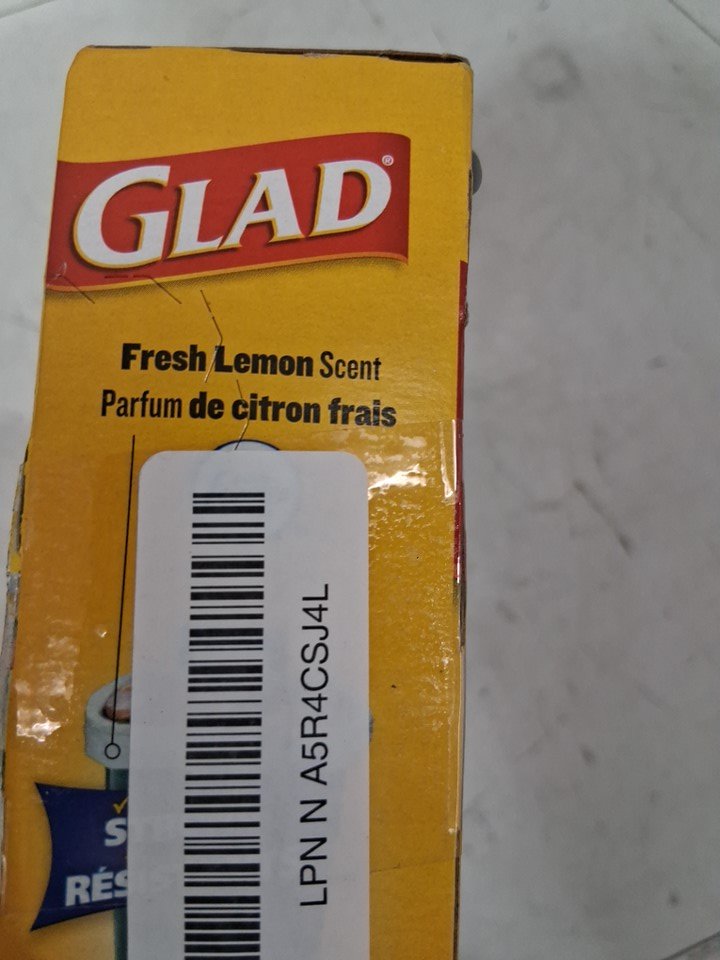 GLAD®
Fresh Lemon Scent
Parfum de citron frais
LPN N A5R4CSJ4L